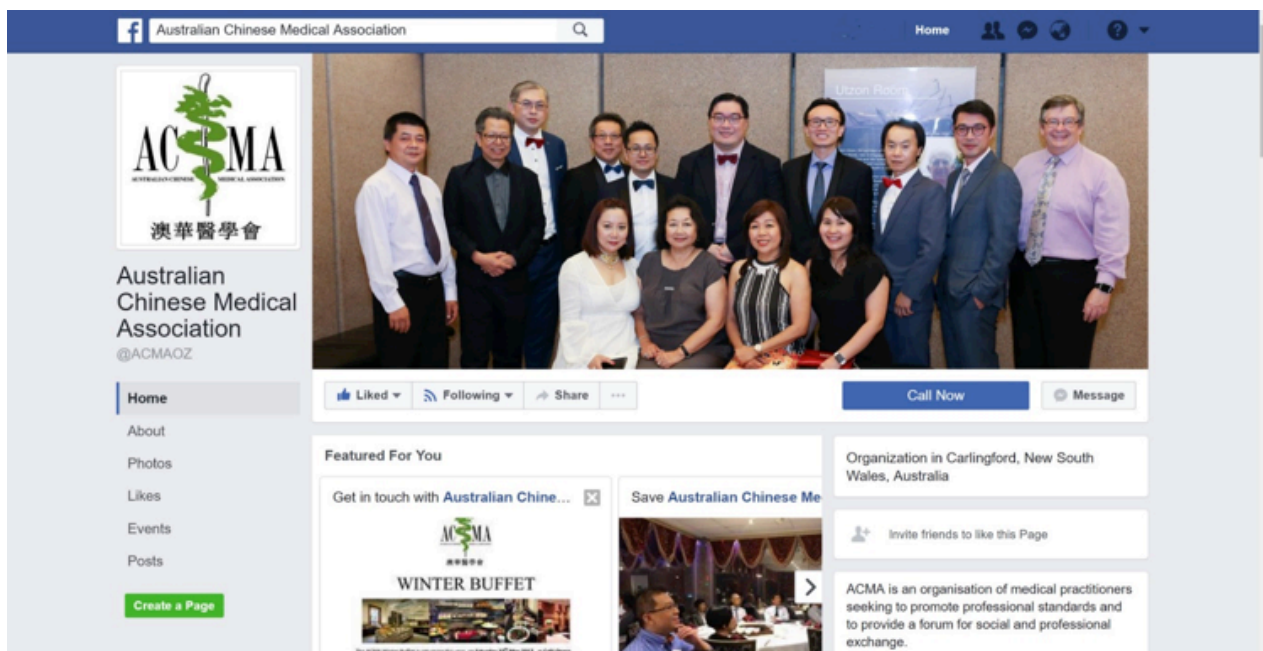 Australian Chinese Medical Association
Home
ACMA
AUSTRALIAN CHINESE MEDICAL ASSOCIATION
澳華醫學會
Utzon Room
Australian
Chinese Medical
Association
@ACMAOZ
Home
About
Photos
Likes
Events
Posts
Create a Page
Liked
Following
Share
Call Now
Message
Featured For You
Get in touch with Australian Chine...
ACMA
澳華醫學會
WINTER BUFFET
Save Australian Chinese Me
Organization in Carlingford, New South
Wales, Australia
Invite friends to like this Page
ACMA is an organisation of medical practitioners
seeking to promote professional standards and
to provide a forum for social and professional
exchange.